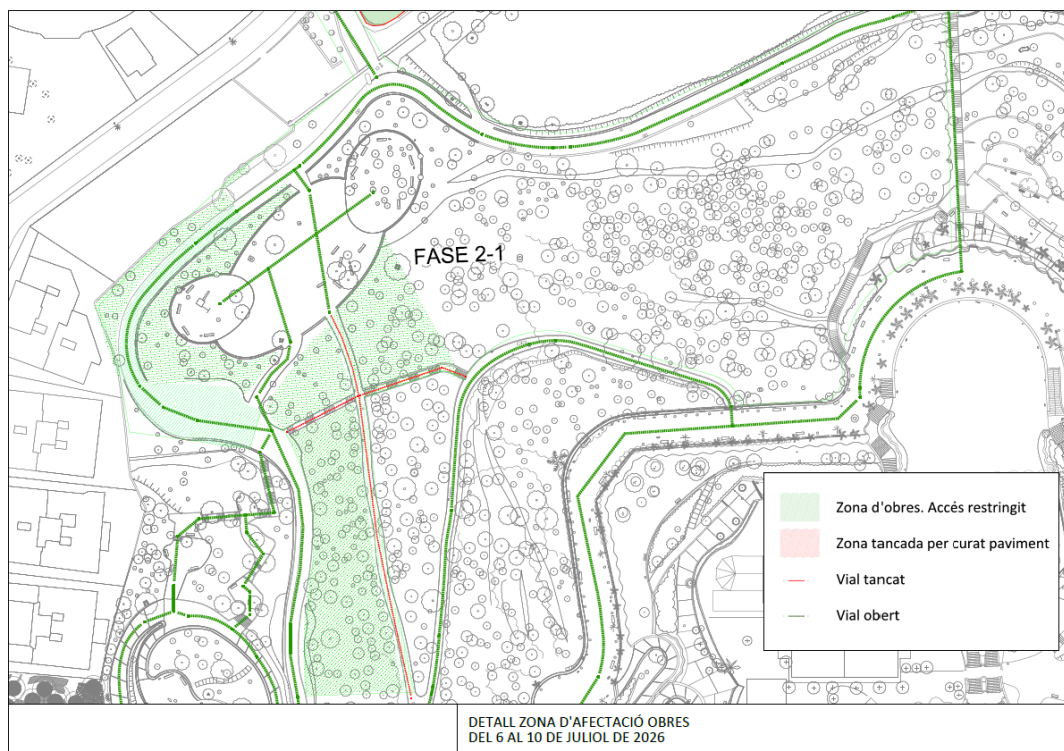 FASE 2-1
Zona d'obres. Accés restringit
Zona tancada per curat paviment
Vial tancat
Vial obert
DETALL ZONA D'AFECTACIÓ OBRES
DEL 6 AL 10 DE JULIOL DE 2026